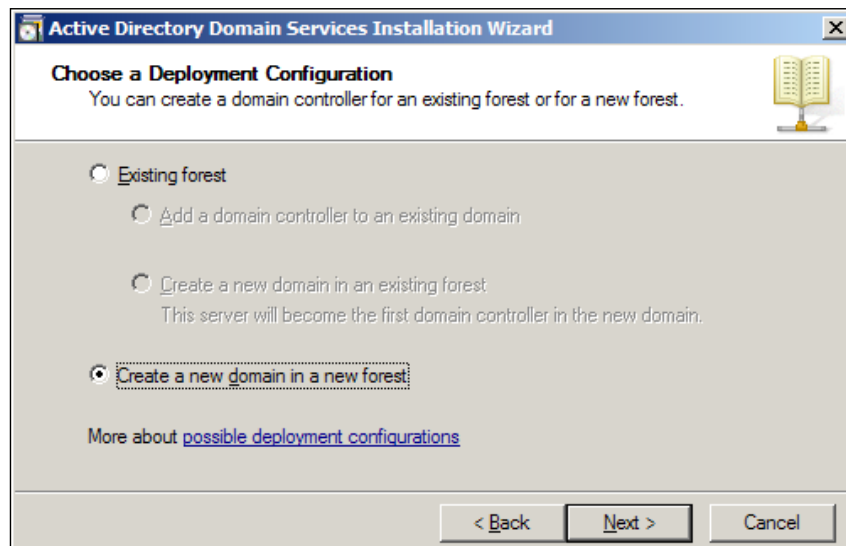 Active Directory Domain Services Installation Wizard
Choose a Deployment Configuration
You can create a domain controller for an existing forest or for a new forest.
Existing forest
Add a domain controller to an existing domain
Create a new domain in an existing forest
This server will become the first domain controller in the new domain.
Create a new domain in a new forest
More about possible deployment configurations
< Back Next > Cancel